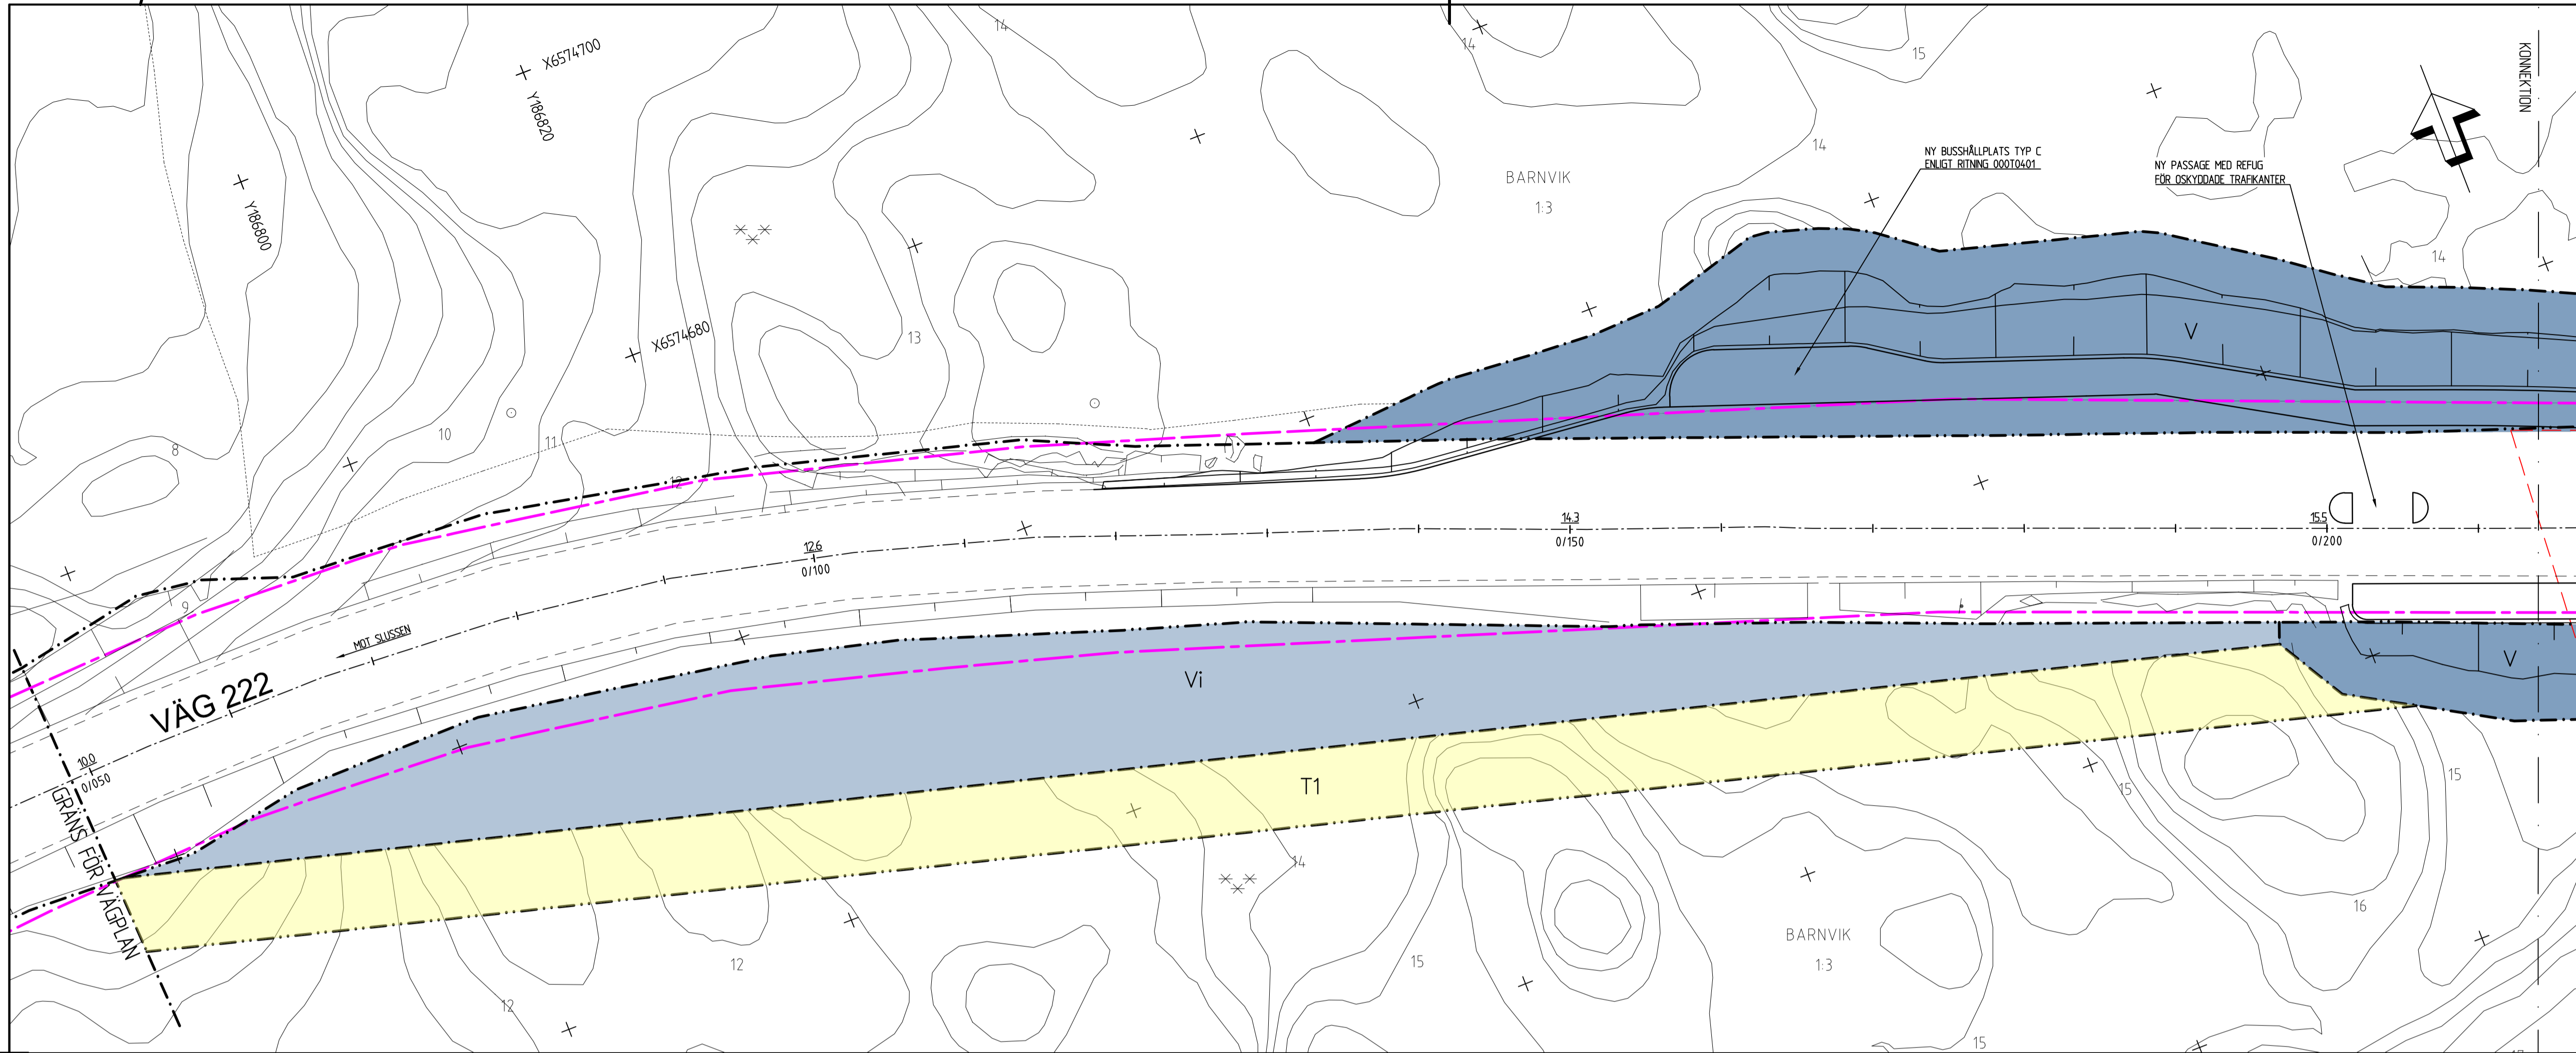 14
14
15
X6574700
KONNEKTION
Y186820
14
NY BUSSHÅLLPLATS TYP C
ENLIGT RITNING 000T0401
NY PASSAGE MED REFUG
FÖR OSKYDDADE TRAFIKANTER
BARNVIK
1:3
Y186800
14
X6574680
13
V
10
11
8
12
14.3
0/150
15.5
0/200
12.6
0/100
9
MOT SLUSSEN
VÄG 222
Vi
V
10.0
0/050
T1
15
15
GRÄNS FÖR VÄGPLAN
14
16
BARNVIK
1:3
12
15
12
15